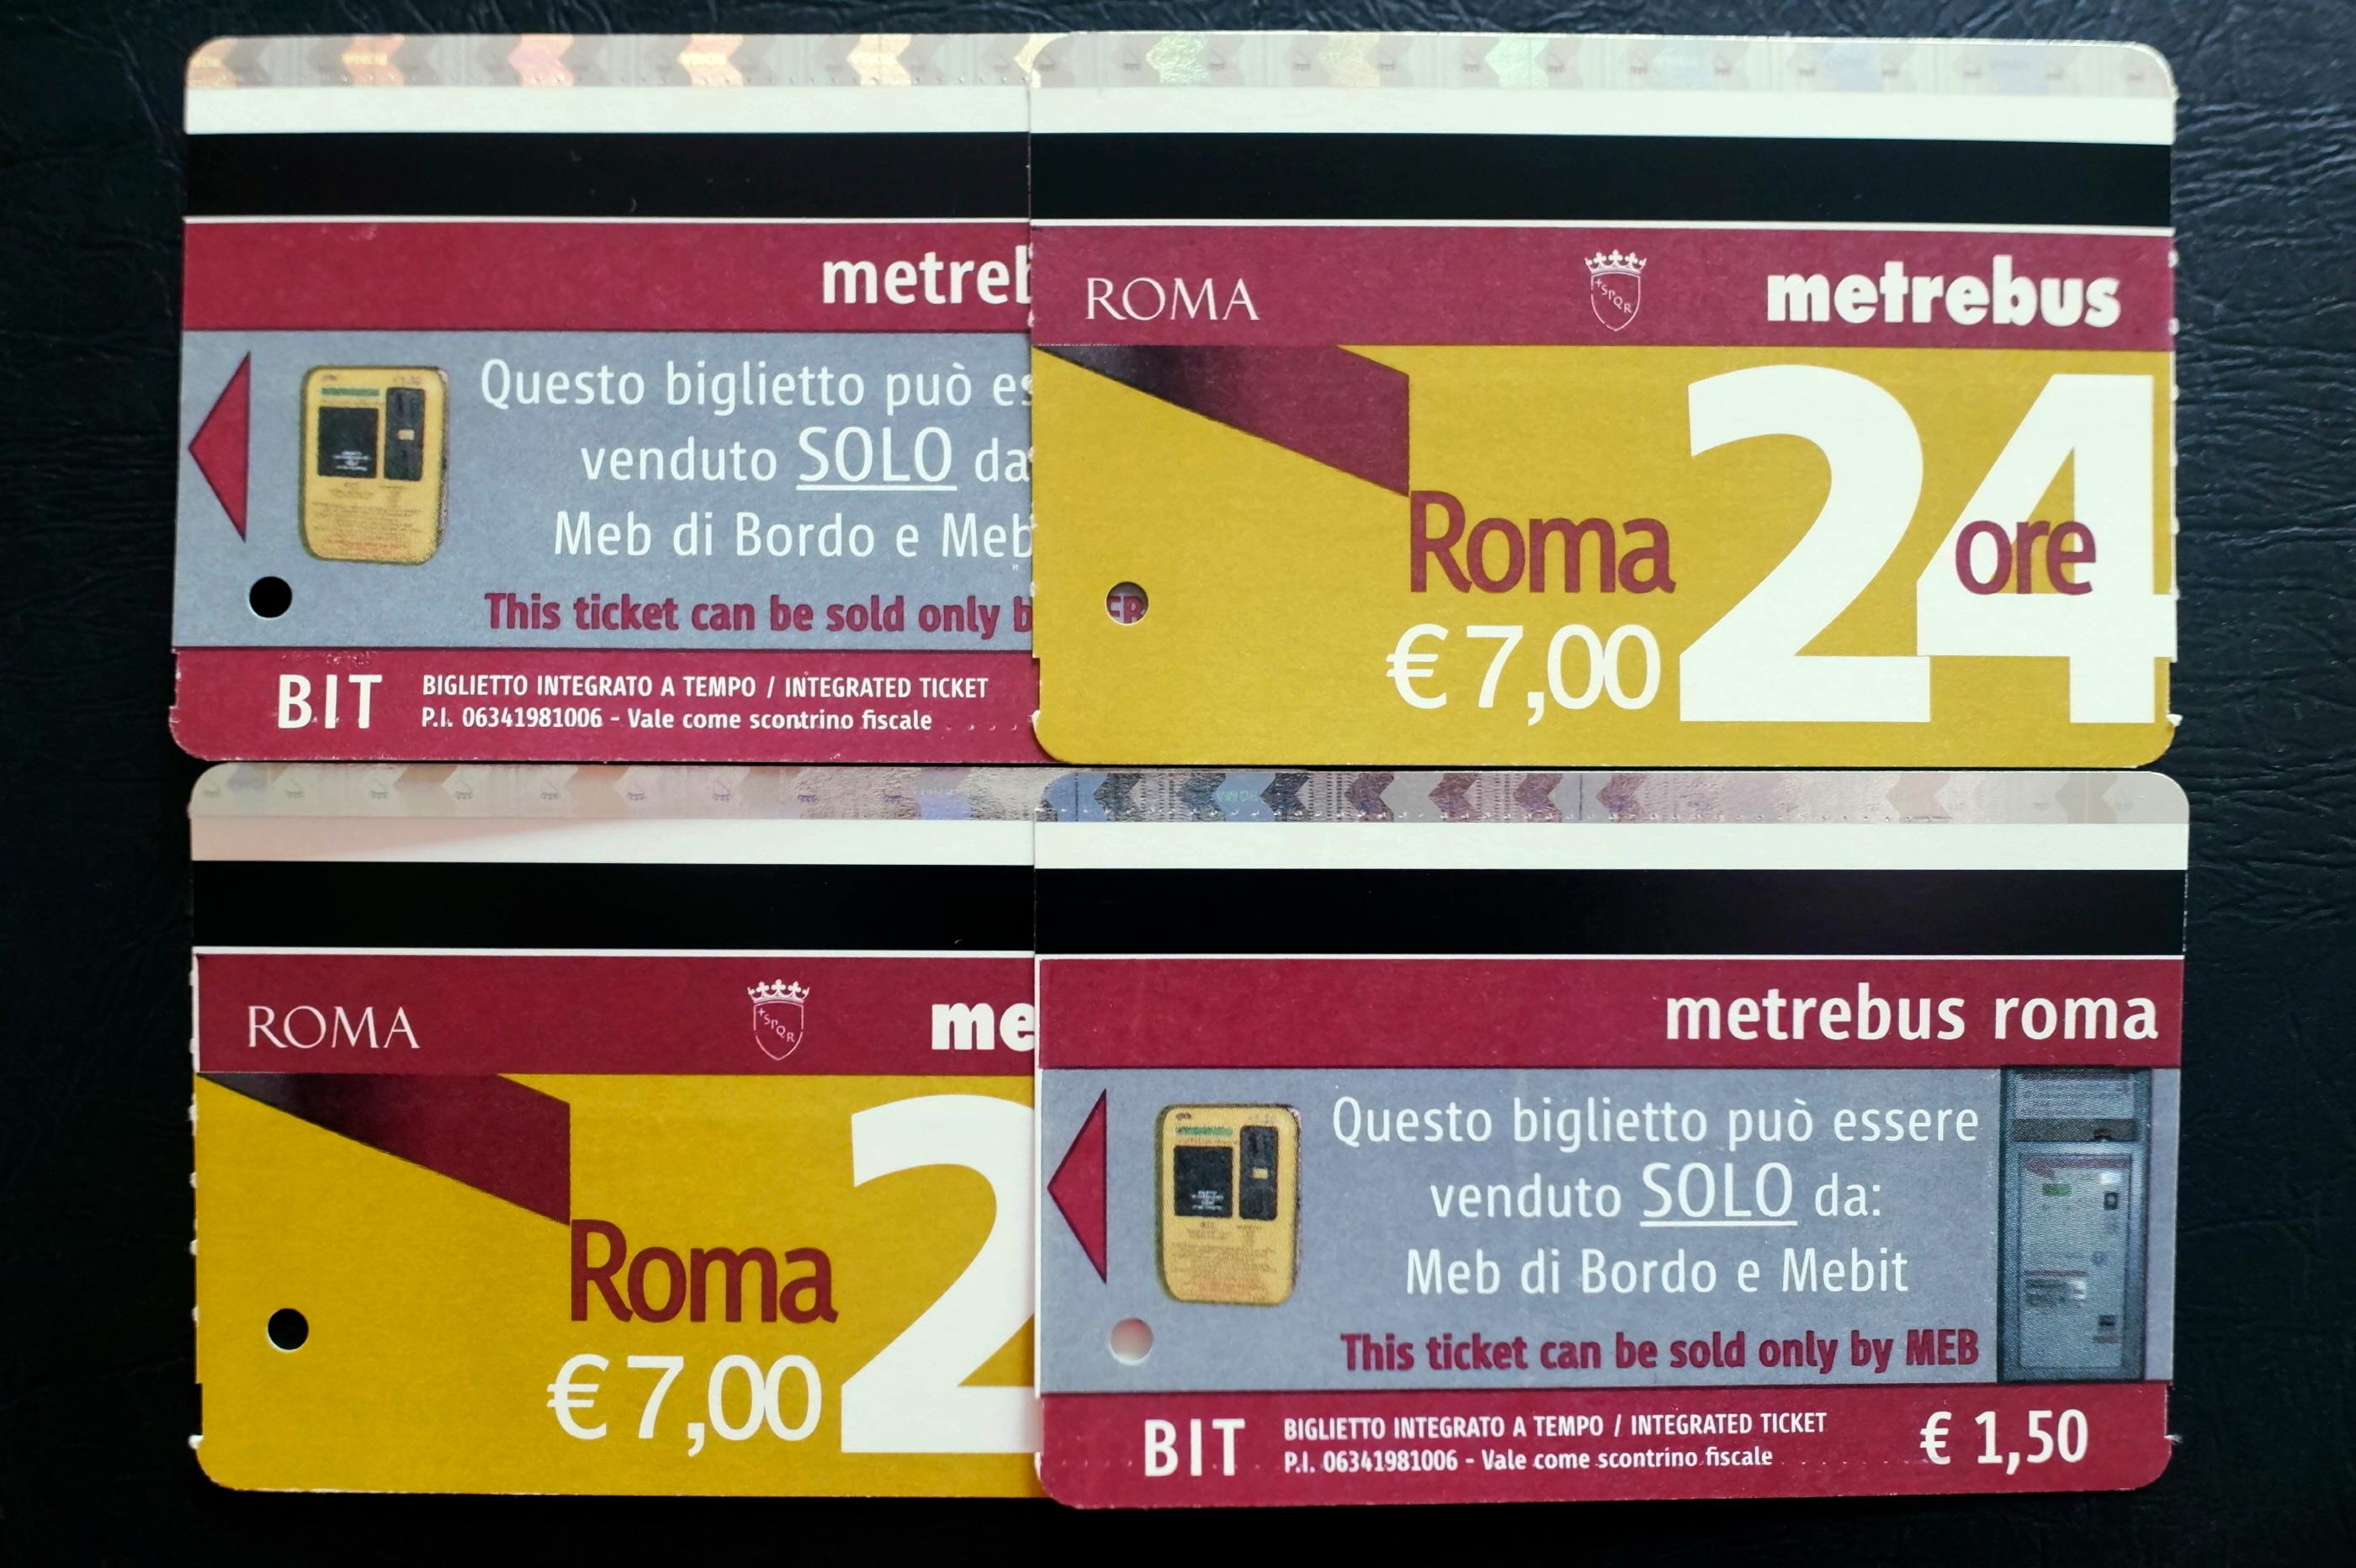 metreb
Questo biglietto può es
venduto SOLO da
Meb di Bordo e Meb
This ticket can be sold only b
BIT
BIGLIETTO INTEGRATO A TEMPO / INTEGRATED TICKET
P.I. 06341981006 - Vale come scontrino fiscale
ROMA SPQR metrebus
Roma 24 ore
€ 7,00
ROMA SPQR me
Roma 2
€ 7,00
metrebus roma
Questo biglietto può essere
venduto SOLO da:
Meb di Bordo e Mebit
This ticket can be sold only by MEB
BIT
BIGLIETTO INTEGRATO A TEMPO / INTEGRATED TICKET
P.I. 06341981006 - Vale come scontrino fiscale
€ 1,50